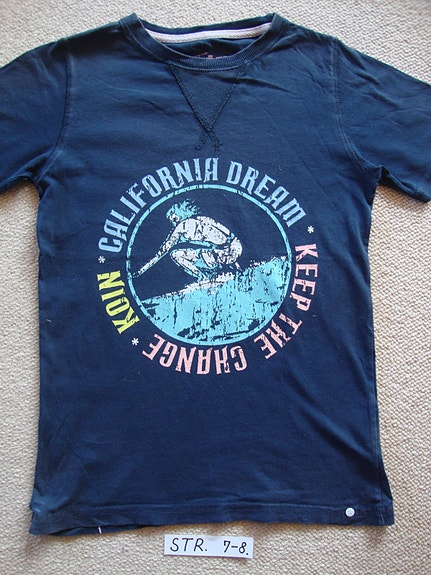 * CALIFORNIA DREAM *
KEEP THE CHANGE *
KOIN
STR. 7-8.